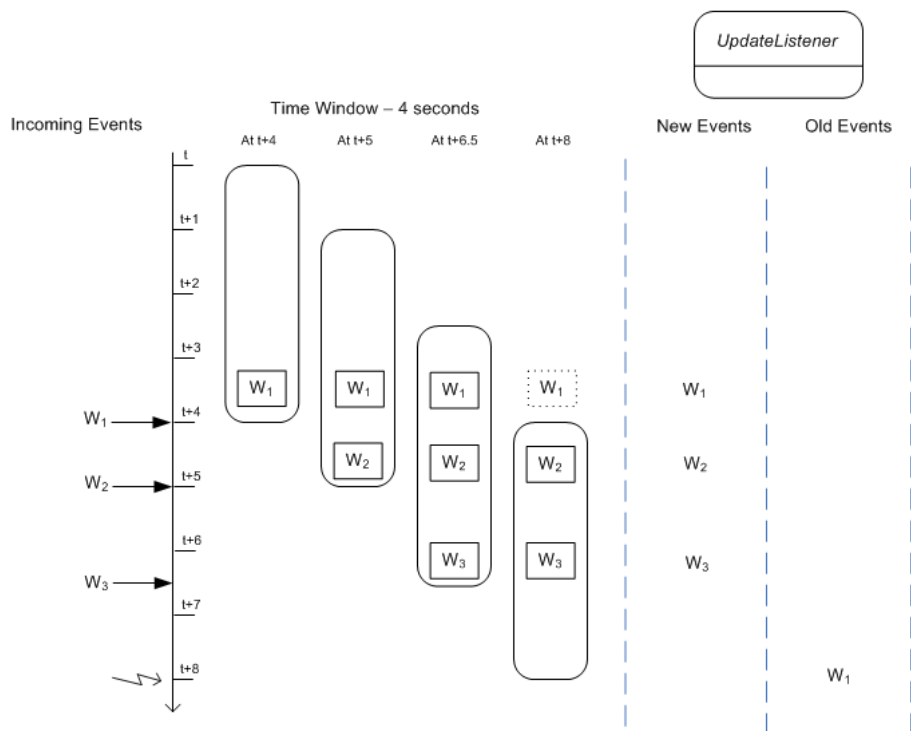 UpdateListener
Time Window – 4 seconds
Incoming Events
New Events
Old Events
At t+4
At t+5
At t+6.5
At t+8
t
t+1
t+2
t+3
W1
W1
W1
W1
W1
W1
t+4
W2
W2
W2
W2
W2
t+5
t+6
W3
W3
W3
W3
t+7
t+8
W1